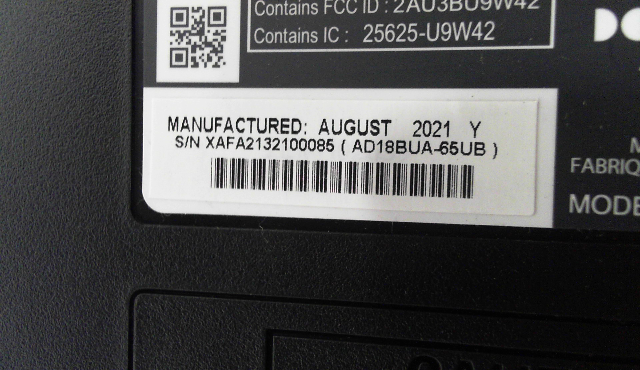 Contains FCC ID : 2AU3BU9W42
Contains IC : 25625-U9W42
MANUFACTURED: AUGUST 2021 Y
S/N XAFA2132100085 ( AD18BUA-65UB )
FABRIQ
MODE